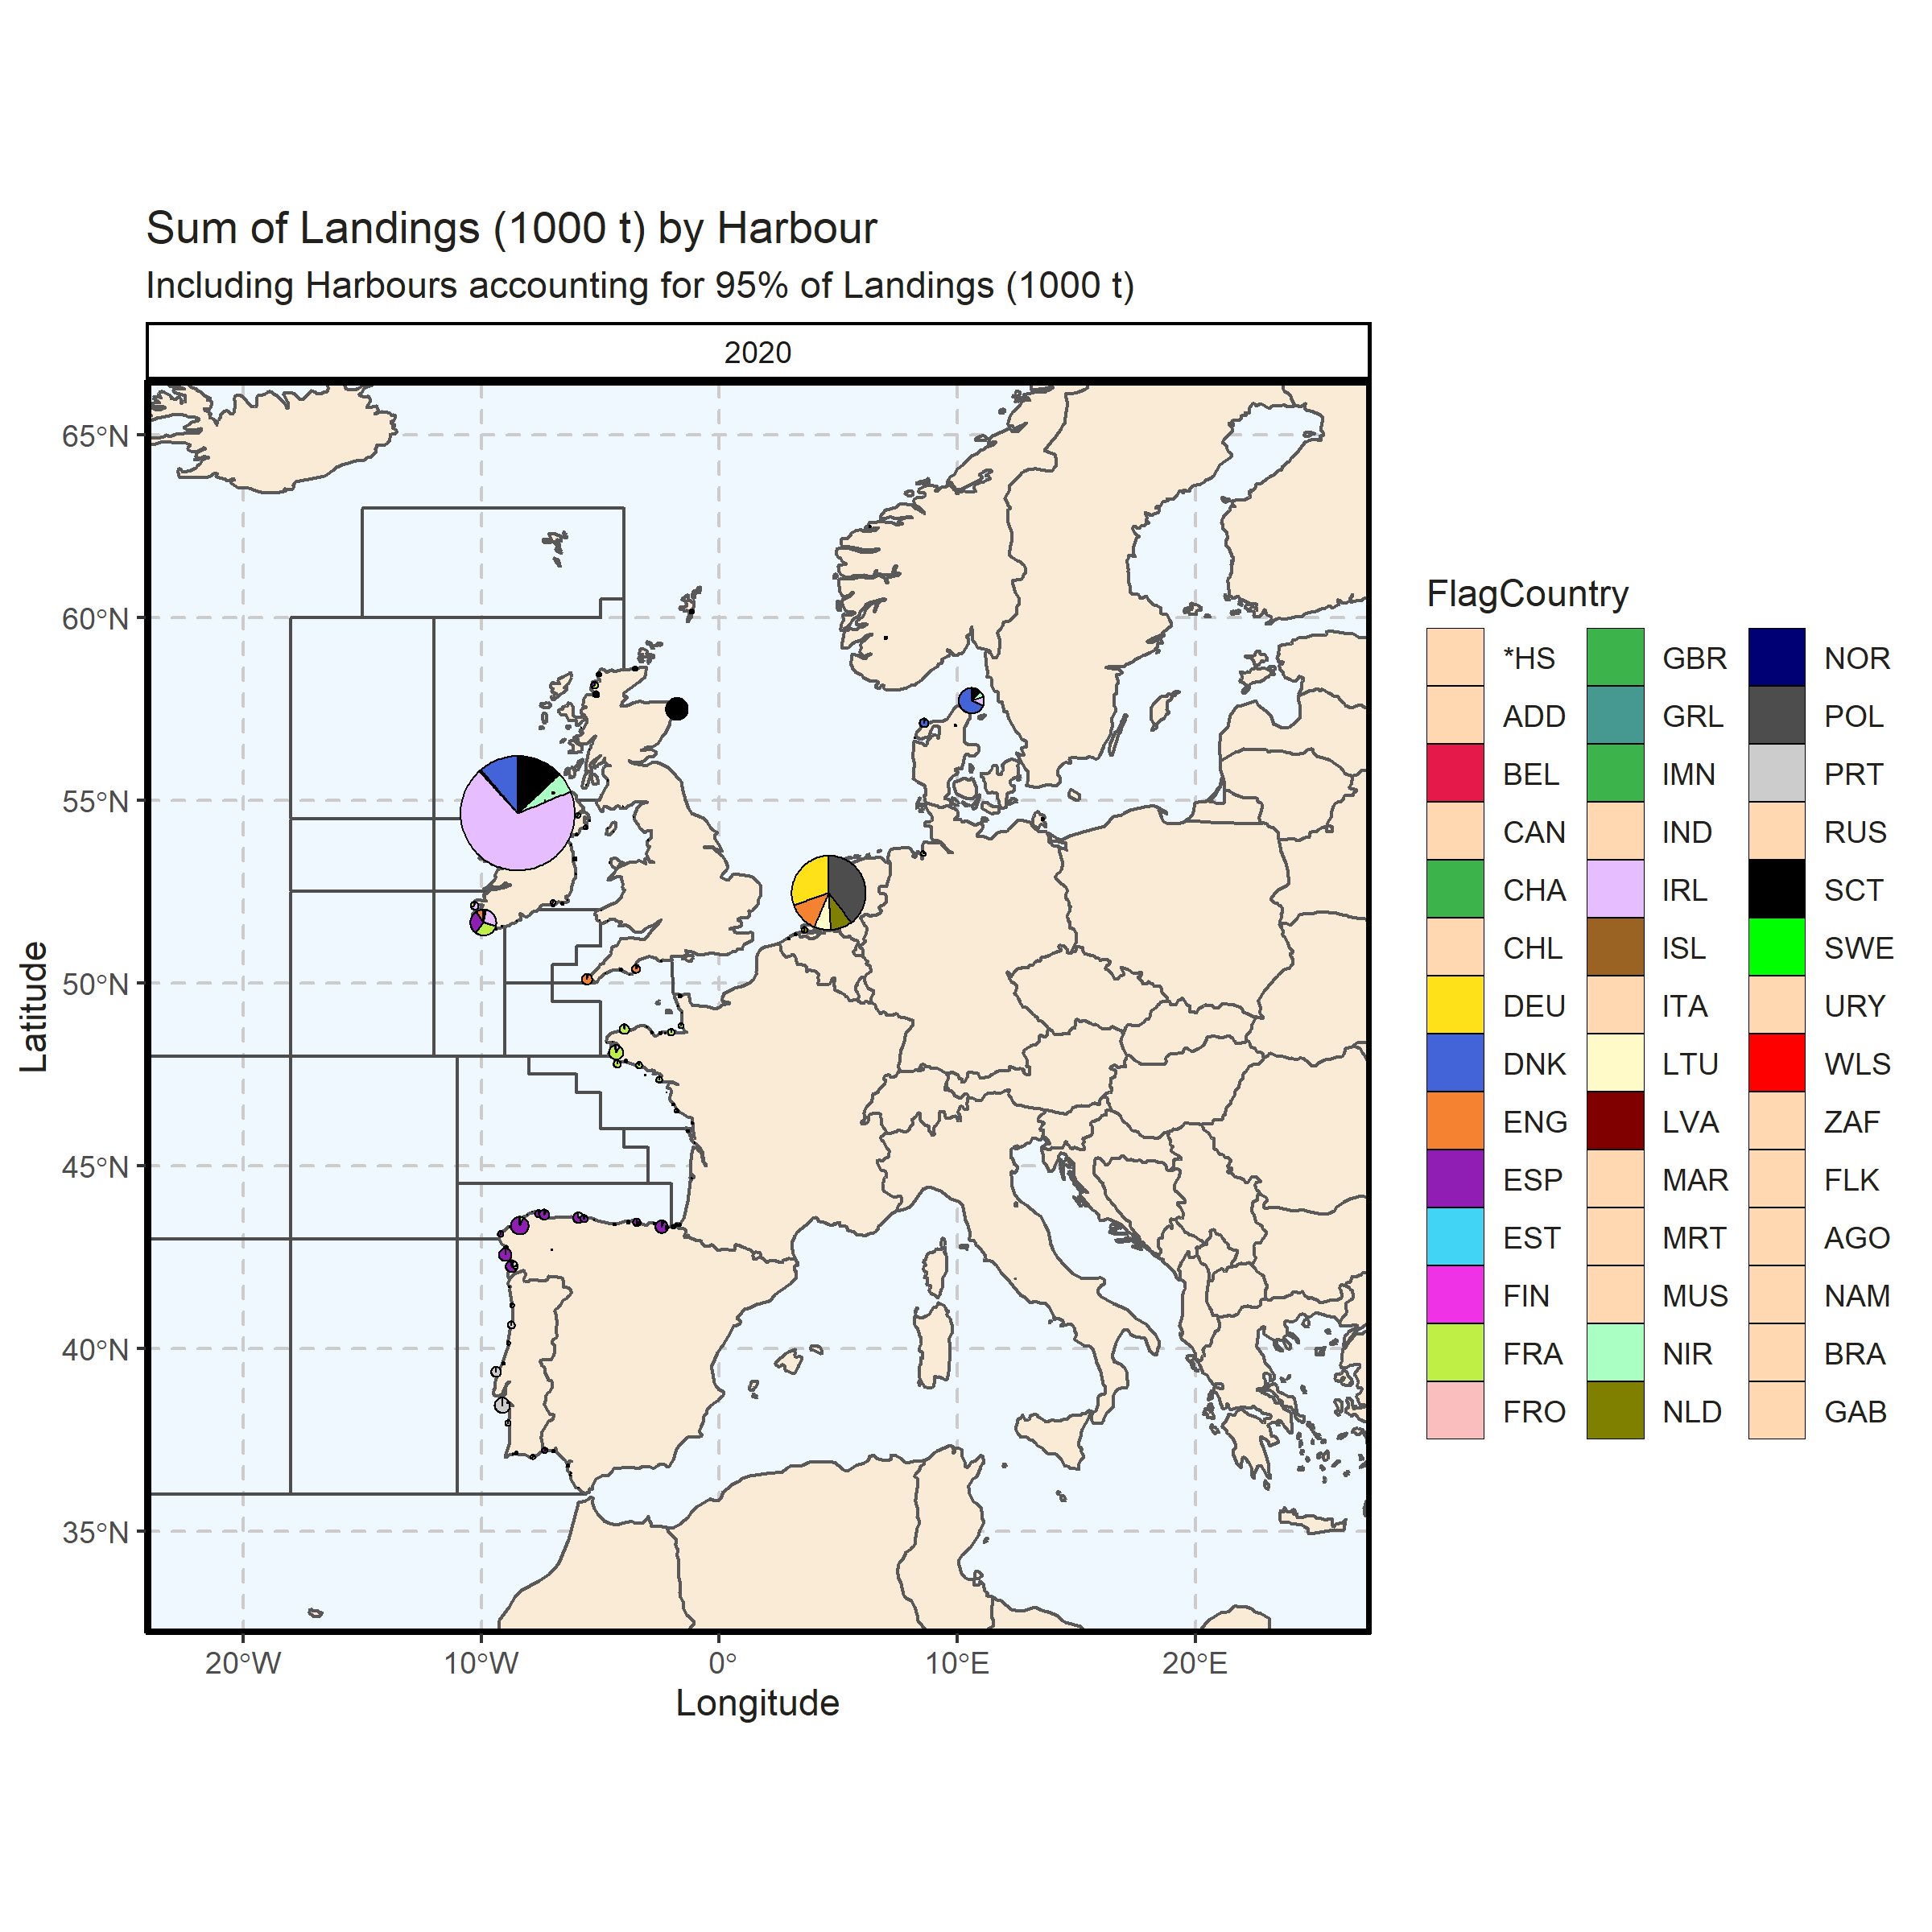 Sum of Landings (1000 t) by Harbour
Including Harbours accounting for 95% of Landings (1000 t)
2020
65°N
60°N
55°N
50°N
45°N
40°N
35°N
Latitude
20°W
10°W
0°
10°E
20°E
Longitude
FlagCountry
*HS
ADD
BEL
CAN
CHA
CHL
DEU
DNK
ENG
ESP
EST
FIN
FRA
FRO
GBR
GRL
IMN
IND
IRL
ISL
ITA
LTU
LVA
MAR
MRT
MUS
NIR
NLD
NOR
POL
PRT
RUS
SCT
SWE
URY
WLS
ZAF
FLK
AGO
NAM
BRA
GAB